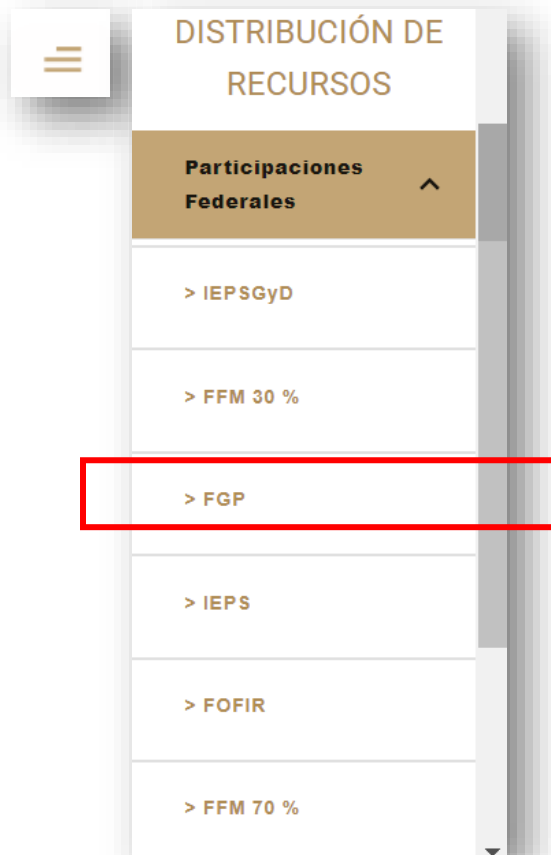 DISTRIBUCIÓN DE
RECURSOS
Participaciones
Federales
> IEPSGyD
> FFM 30 %
> FGP
> IEPS
> FOFIR
> FFM 70 %